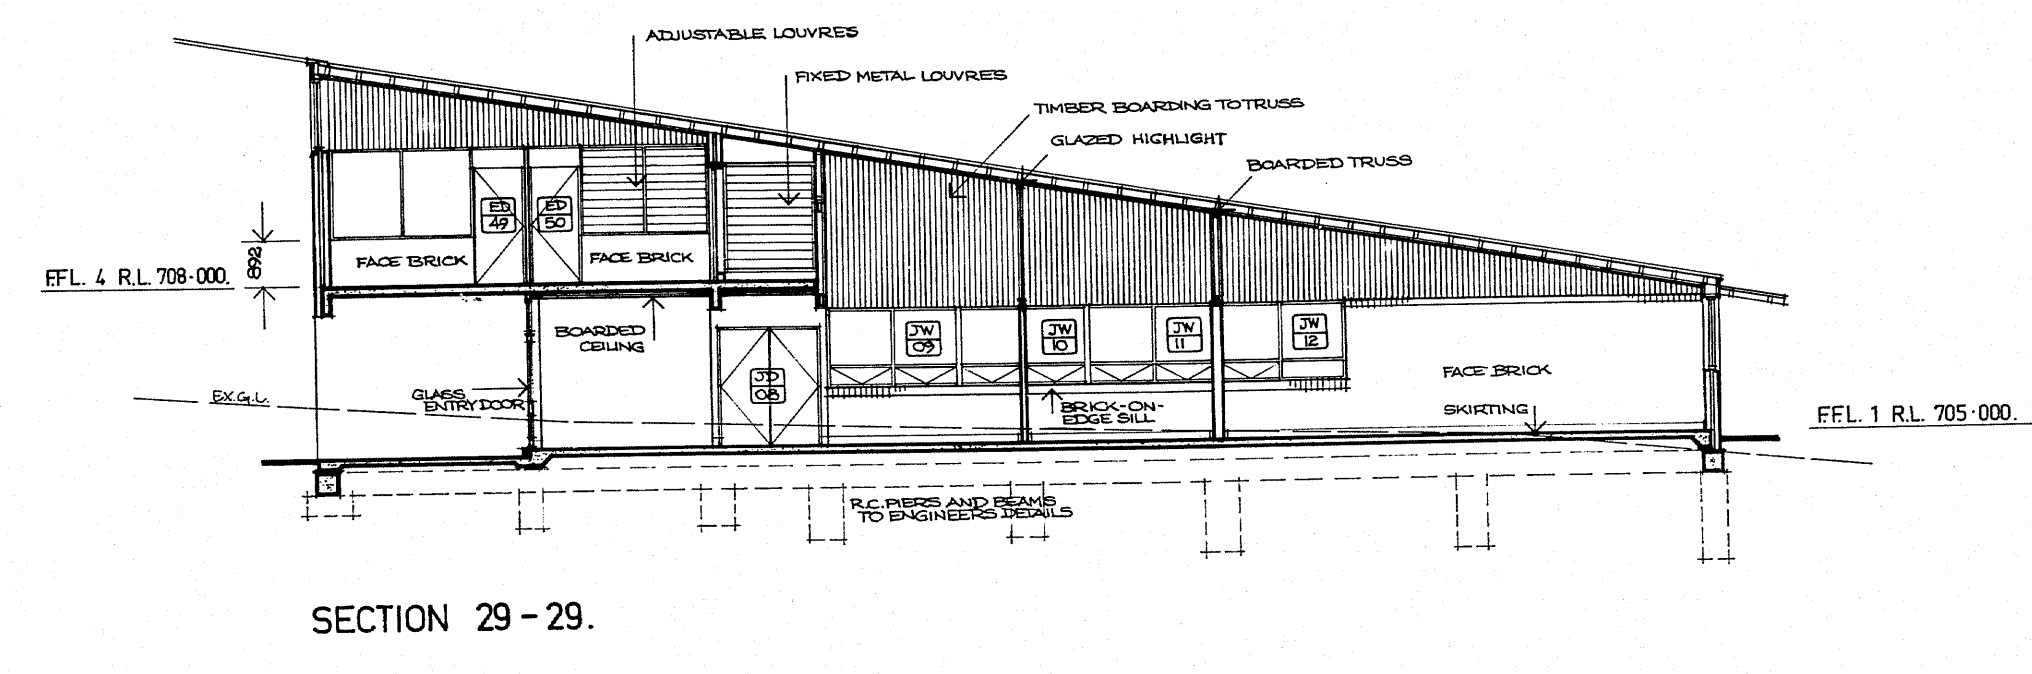 ADJUSTABLE LOUVRES
FIXED METAL LOUVRES
TIMBER BOARDING TO TRUSS
GLAZED HIGHLIGHT
BOARDED TRUSS
ED
49
ED
50
892
FACE BRICK
FACE BRICK
F.F.L. 4 R.L. 708·000.
BOARDED
CEILING
JW
09
JW
10
JW
11
JW
12
JD
08
FACE BRICK
EX.G.L.
GLASS
ENTRY DOOR
BRICK-ON-
EDGE SILL
SKIRTING
F.F.L. 1 R.L. 705·000.
R.C. PIERS AND BEAMS
TO ENGINEERS DETAILS
SECTION 29-29.